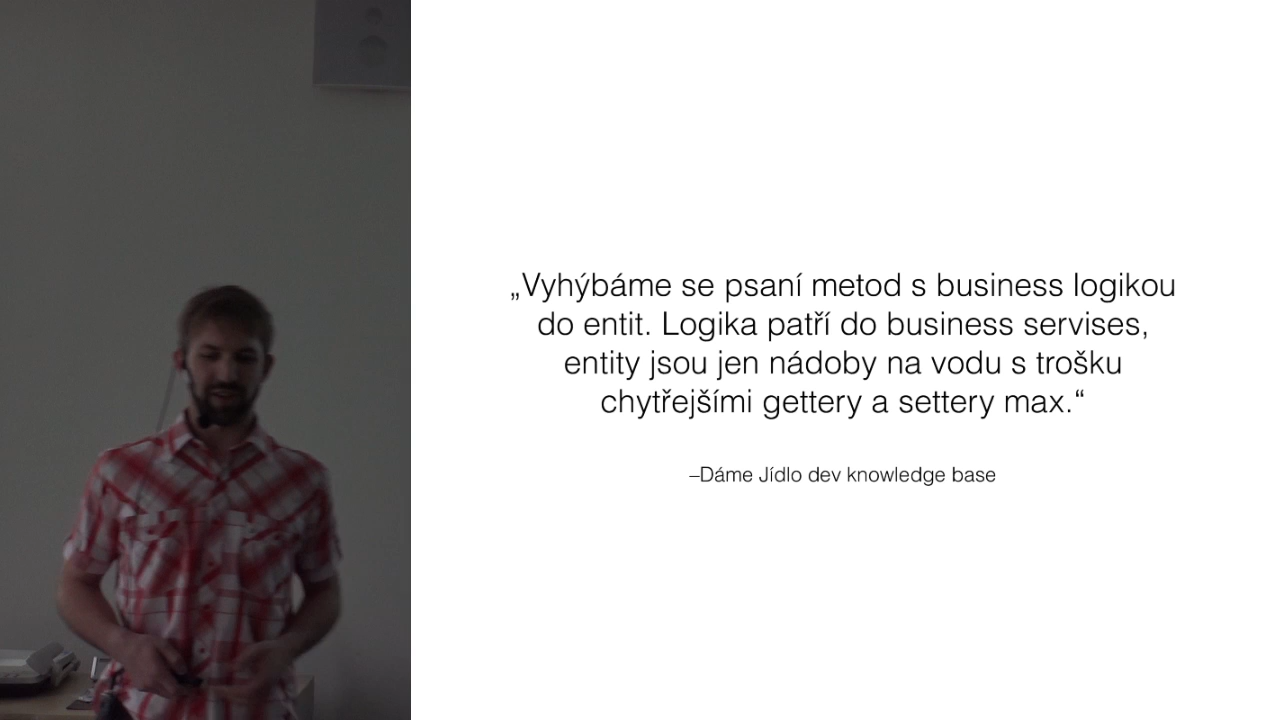 „Vyhýbáme se psaní metod s business logikou
do entit. Logika patří do business servises,
entity jsou jen nádoby na vodu s trošku
chytřejšími gettery a settery max.“
–Dáme Jídlo dev knowledge base